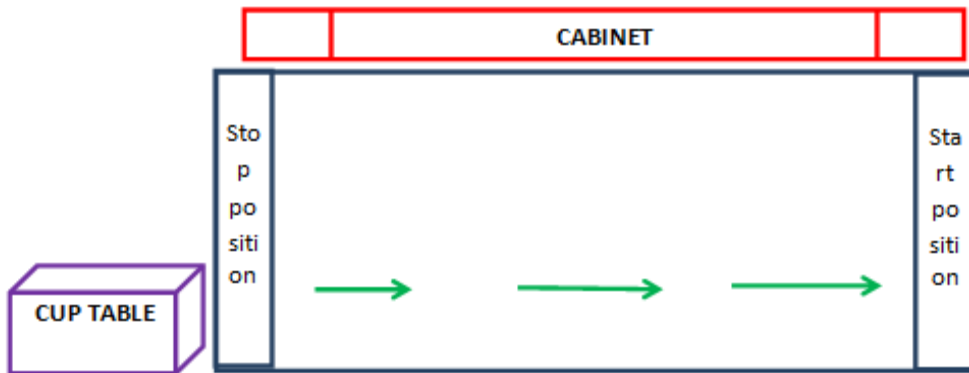 CABINET
Sto
p
po
siti
on
Sta
rt
po
siti
on
CUP TABLE